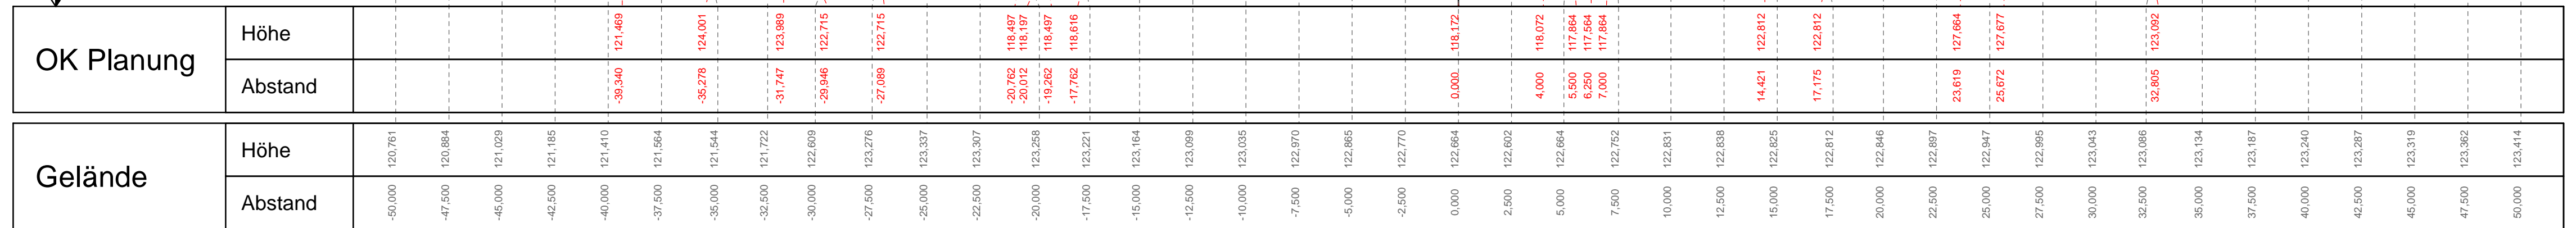 OK Planung
Höhe
121,469 124,001 123,989 122,715 122,715 118,497 118,197 118,497 118,616 118,172 118,072 117,864 117,564 117,864 122,812 122,812 127,664 127,677 123,092
Abstand
-39,340 -35,278 -31,747 -29,946 -27,089 -20,762 -20,012 -19,262 -17,762 0,000 4,000 5,500 6,250 7,000 14,421 17,175 23,619 25,672 32,805
Gelände
Höhe
120,761 120,884 121,029 121,185 121,410 121,564 121,544 121,722 122,609 123,276 123,337 123,307 123,258 123,221 123,164 123,099 123,035 122,970 122,865 122,770 122,664 122,602 122,664 122,752 122,831 122,838 122,825 122,812 122,846 122,897 122,947 122,995 123,043 123,086 123,134 123,187 123,240 123,287 123,319 123,362 123,414
Abstand
-50,000 -47,500 -45,000 -42,500 -40,000 -37,500 -35,000 -32,500 -30,000 -27,500 -25,000 -22,500 -20,000 -17,500 -15,000 -12,500 -10,000 -7,500 -5,000 -2,500 0,000 2,500 5,000 7,500 10,000 12,500 15,000 17,500 20,000 22,500 25,000 27,500 30,000 32,500 35,000 37,500 40,000 42,500 45,000 47,500 50,000